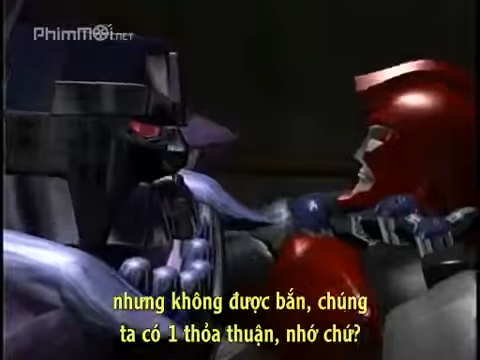 PhimMoi.NET
nhưng không được bắn, chúng
ta có 1 thỏa thuận, nhớ chứ?